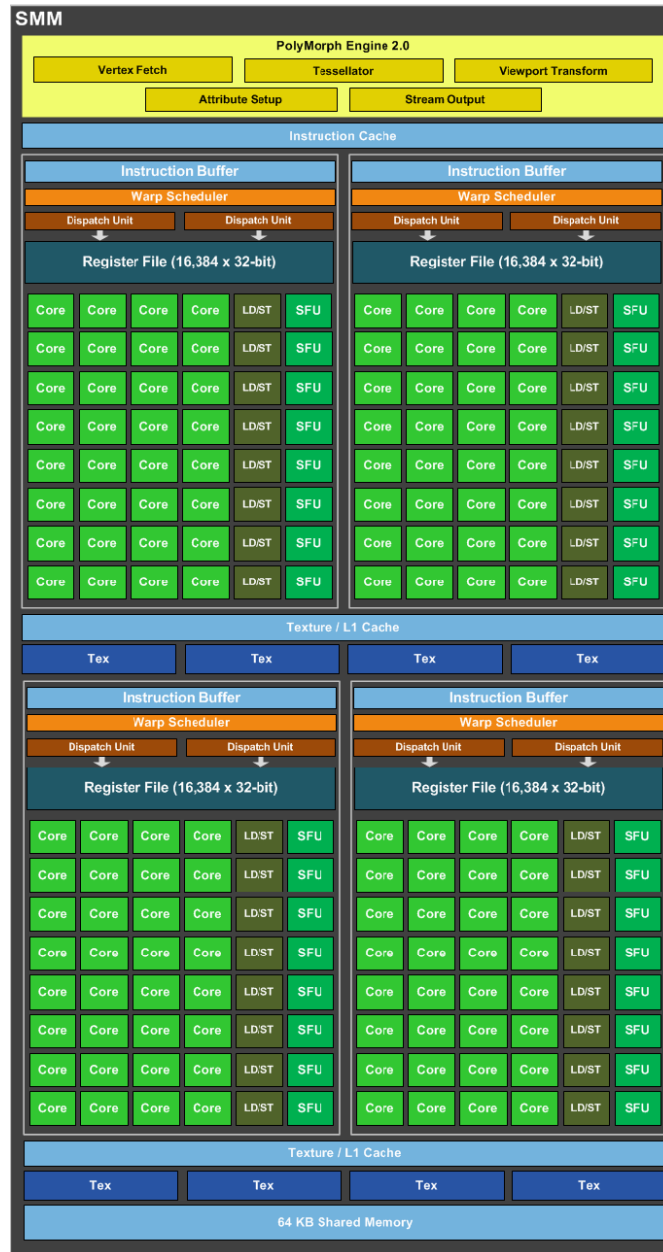 SMM
PolyMorph Engine 2.0
Vertex Fetch Tessellator Viewport Transform
Attribute Setup Stream Output
Instruction Cache
Instruction Buffer Instruction Buffer
Warp Scheduler Warp Scheduler
Dispatch Unit Dispatch Unit Dispatch Unit Dispatch Unit
Register File (16,384 x 32-bit) Register File (16,384 x 32-bit)
Core Core Core Core LD/ST SFU Core Core Core Core LD/ST SFU
Core Core Core Core LD/ST SFU Core Core Core Core LD/ST SFU
Core Core Core Core LD/ST SFU Core Core Core Core LD/ST SFU
Core Core Core Core LD/ST SFU Core Core Core Core LD/ST SFU
Core Core Core Core LD/ST SFU Core Core Core Core LD/ST SFU
Core Core Core Core LD/ST SFU Core Core Core Core LD/ST SFU
Core Core Core Core LD/ST SFU Core Core Core Core LD/ST SFU
Core Core Core Core LD/ST SFU Core Core Core Core LD/ST SFU
Texture / L1 Cache
Tex Tex Tex Tex
Instruction Buffer Instruction Buffer
Warp Scheduler Warp Scheduler
Dispatch Unit Dispatch Unit Dispatch Unit Dispatch Unit
Register File (16,384 x 32-bit) Register File (16,384 x 32-bit)
Core Core Core Core LD/ST SFU Core Core Core Core LD/ST SFU
Core Core Core Core LD/ST SFU Core Core Core Core LD/ST SFU
Core Core Core Core LD/ST SFU Core Core Core Core LD/ST SFU
Core Core Core Core LD/ST SFU Core Core Core Core LD/ST SFU
Core Core Core Core LD/ST SFU Core Core Core Core LD/ST SFU
Core Core Core Core LD/ST SFU Core Core Core Core LD/ST SFU
Core Core Core Core LD/ST SFU Core Core Core Core LD/ST SFU
Core Core Core Core LD/ST SFU Core Core Core Core LD/ST SFU
Texture / L1 Cache
Tex Tex Tex Tex
64 KB Shared Memory